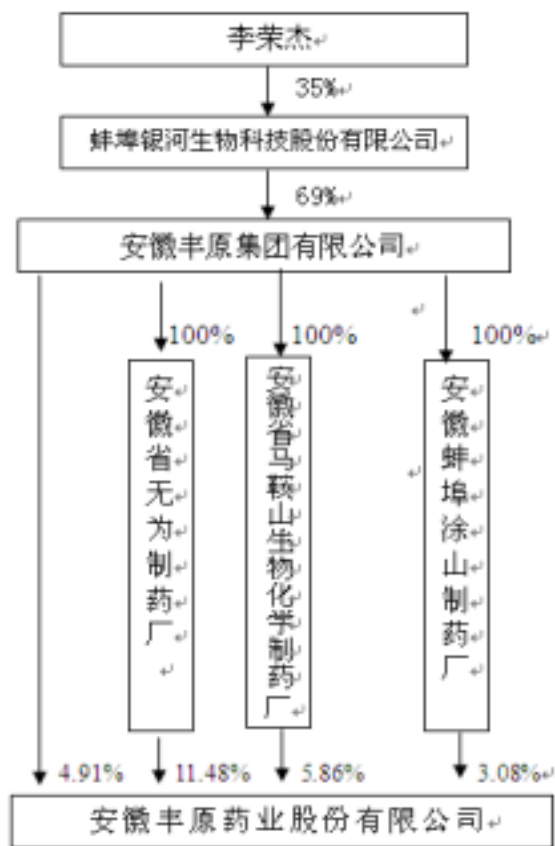 李荣杰
35%
蚌埠银河生物科技股份有限公司
69%
安徽丰原集团有限公司
100%
100%
100%
安徽省无为制药厂
安徽省马鞍山生物化学制药厂
安徽蚌埠涂山制药厂
4.91%
11.48%
5.86%
3.08%
安徽丰原药业股份有限公司